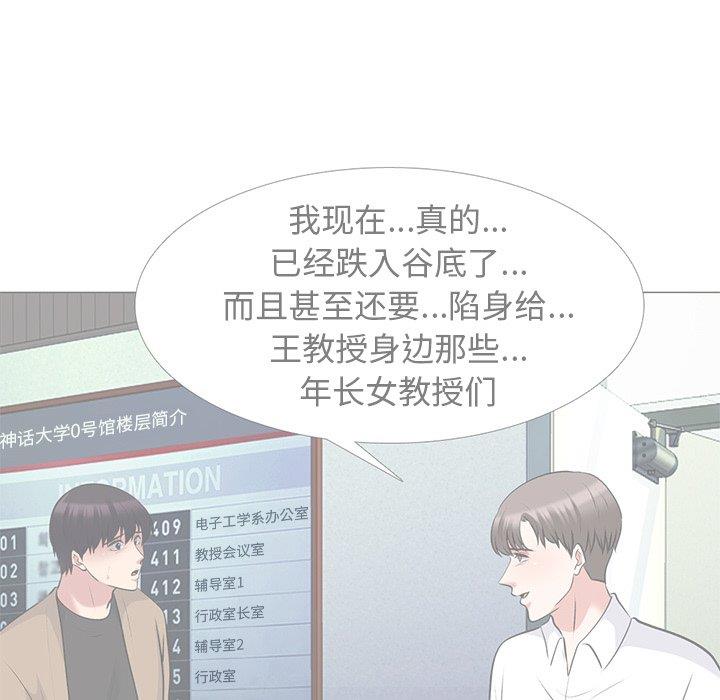 我现在...真的...
已经跌入谷底了...
而且甚至还要...陷身给...
王教授身边那些...
年长女教授们
神话大学0号馆楼层简介
INFORMATION
01
02
03
409 电子工学系办公室
411 教授会议室
412 辅导室1
13 行政室长室
4 辅导室2
5 行政室